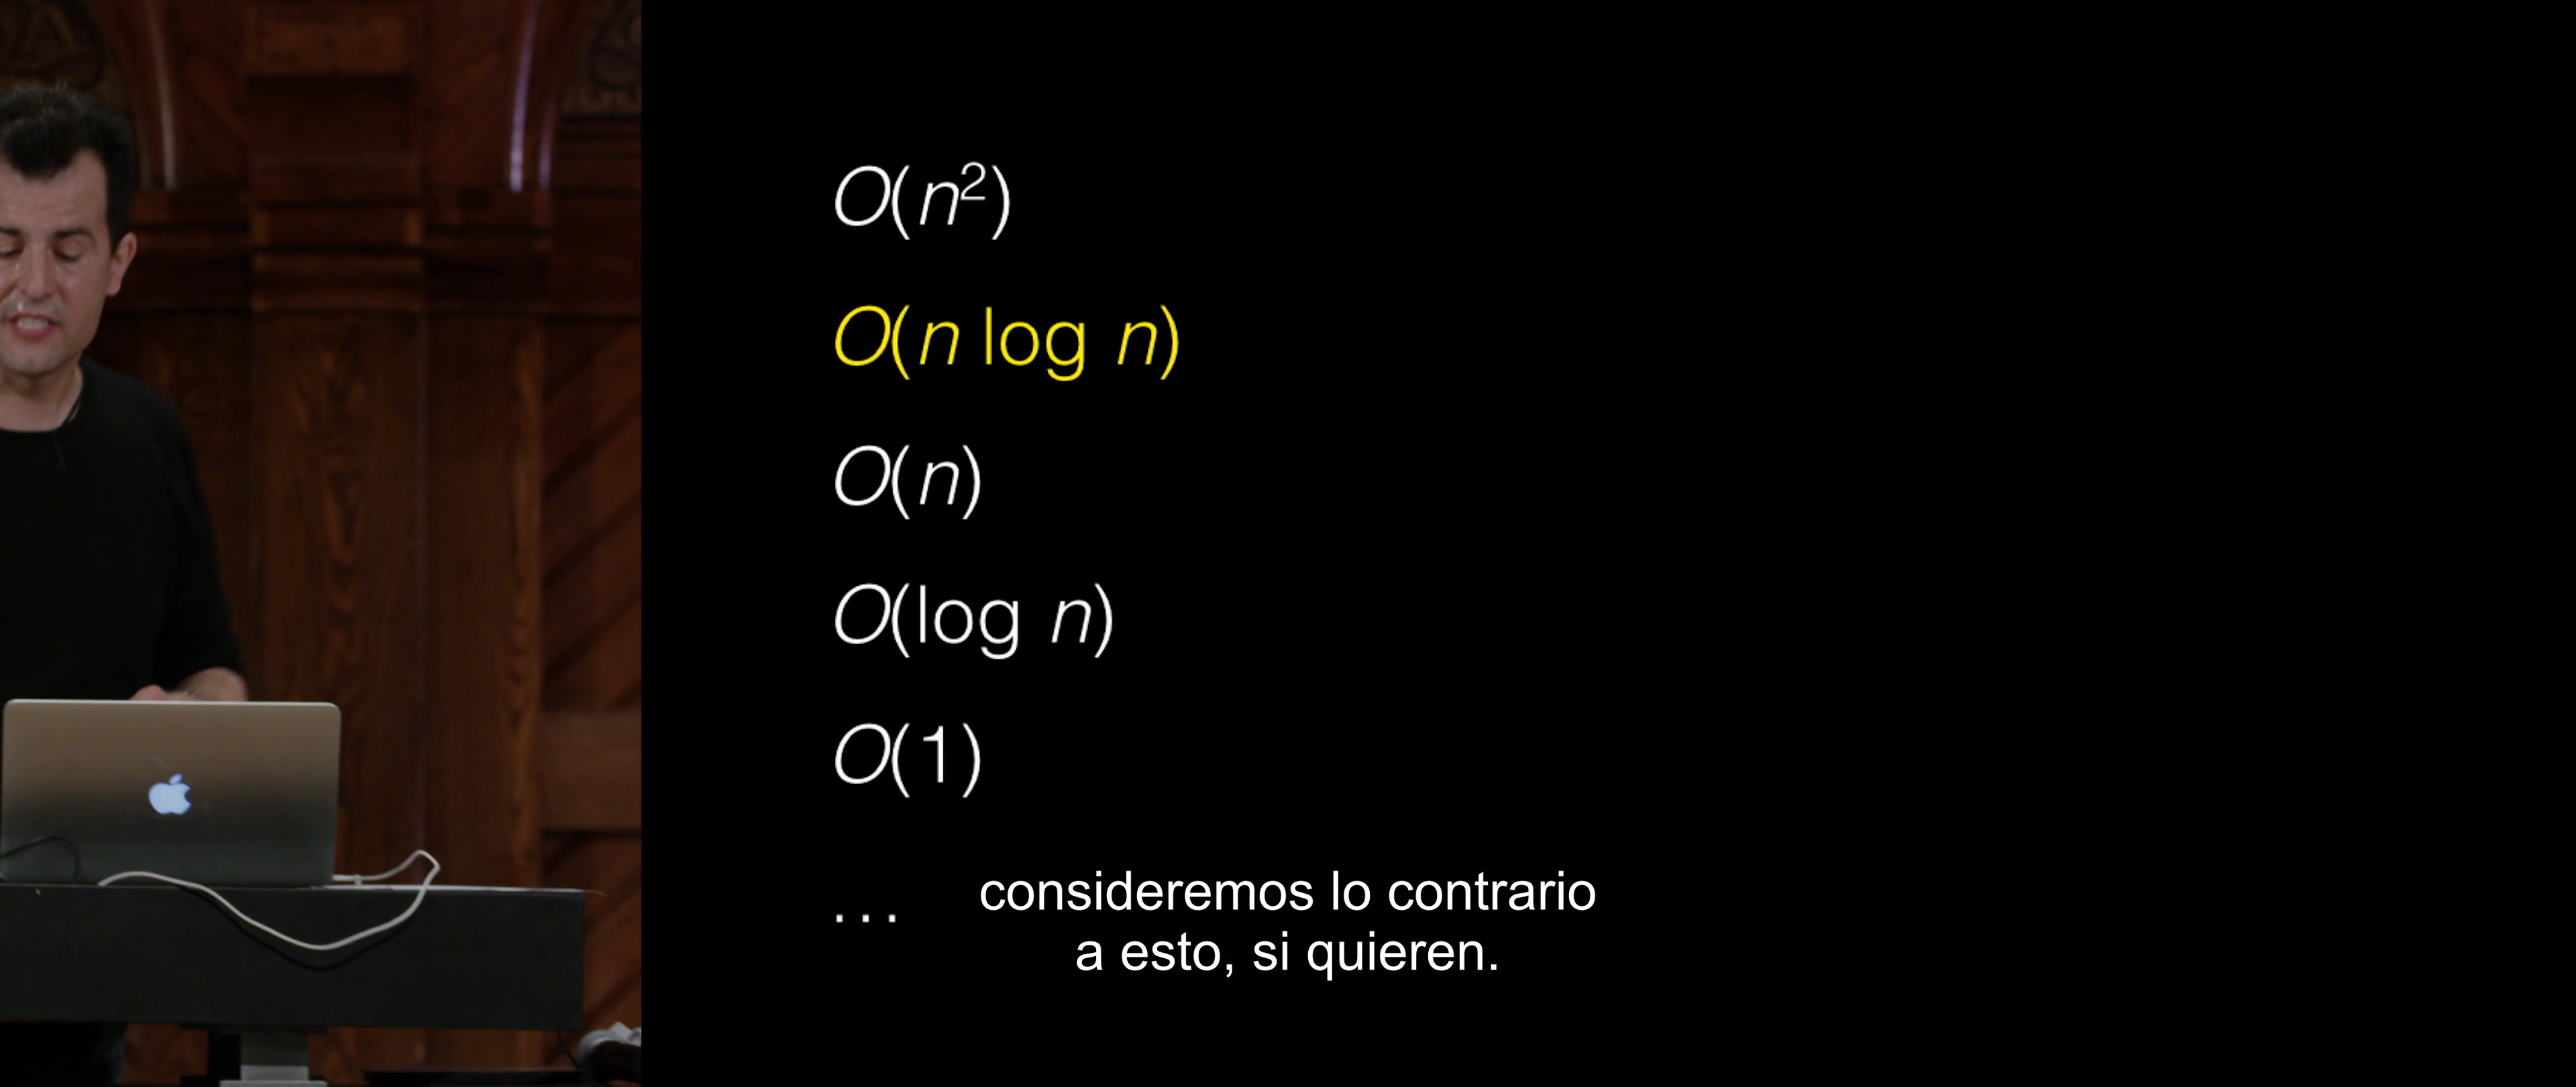 O(n²)
O(n log n)
O(n)
O(log n)
O(1)
...
consideremos lo contrario
a esto, si quieren.